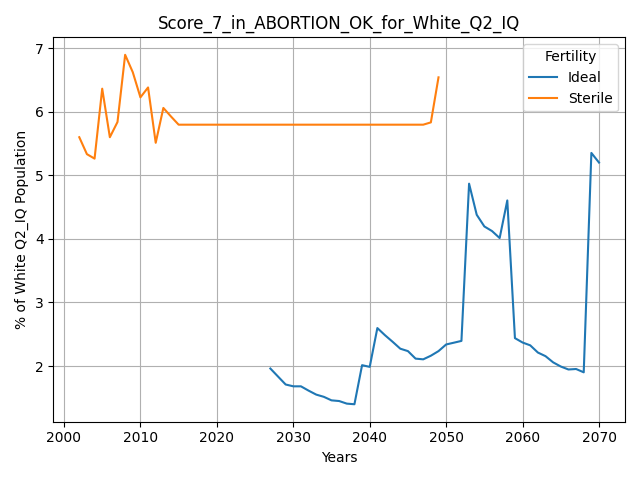 Score_7_in_ABORTION_OK_for_White_Q2_IQ
Fertility
Ideal
Sterile
% of White Q2_IQ Population
7
6
5
4
3
2
2000 2010 2020 2030 2040 2050 2060 2070
Years